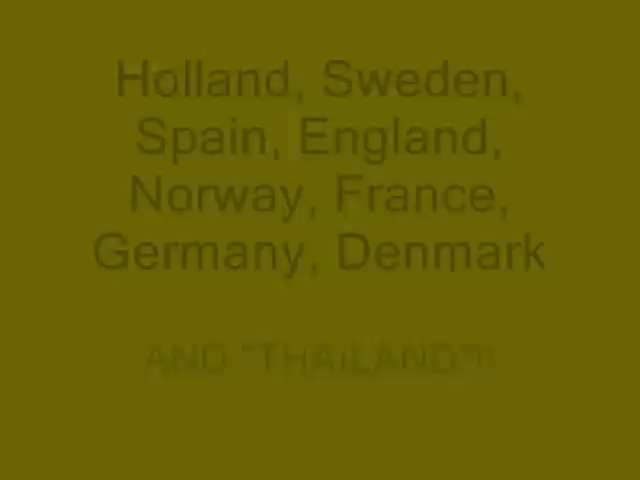 Holland, Sweden,
Spain, England,
Norway, France,
Germany, Denmark
AND "THAILAND"!!